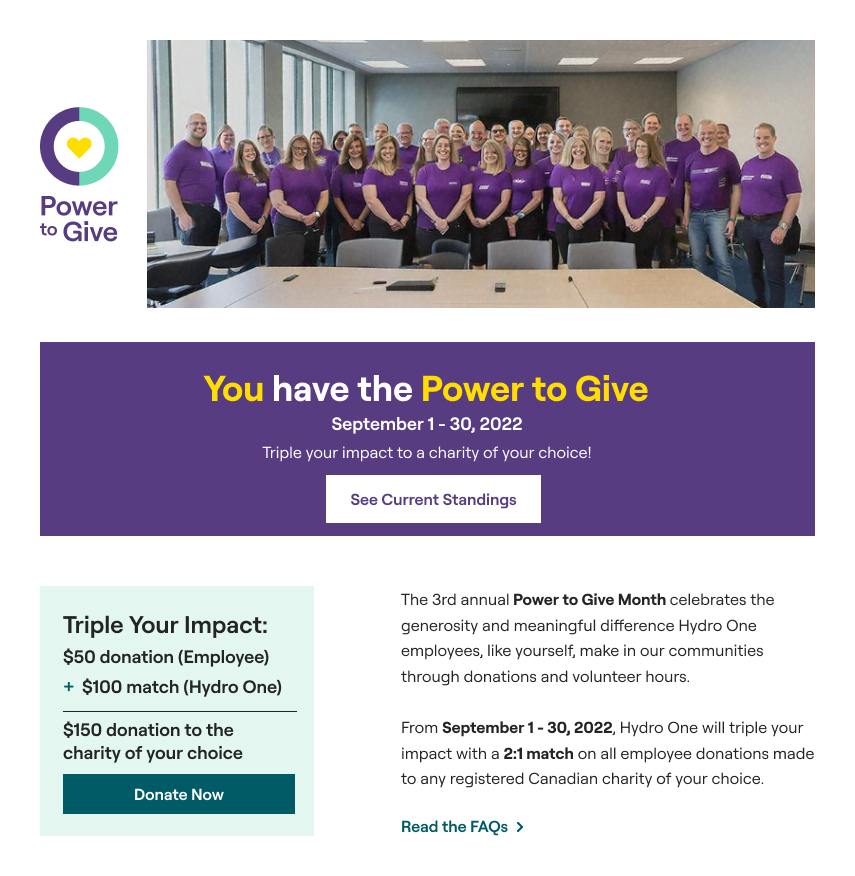 Power
to Give
You have the Power to Give
September 1 - 30, 2022
Triple your impact to a charity of your choice!
See Current Standings
Triple Your Impact:
$50 donation (Employee)
+ $100 match (Hydro One)
$150 donation to the
charity of your choice
Donate Now
The 3rd annual Power to Give Month celebrates the
generosity and meaningful difference Hydro One
employees, like yourself, make in our communities
through donations and volunteer hours.
From September 1 - 30, 2022, Hydro One will triple your
impact with a 2:1 match on all employee donations made
to any registered Canadian charity of your choice.
Read the FAQs >